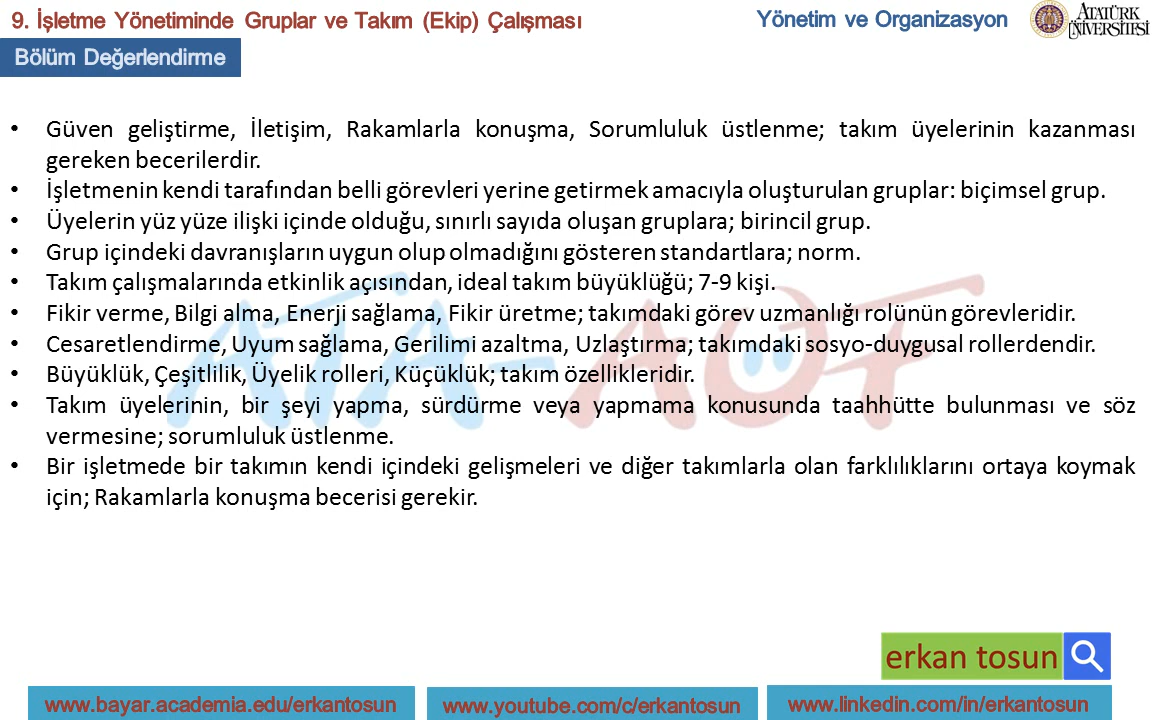 9. İşletme Yönetiminde Gruplar ve Takım (Ekip) Çalışması
Yönetim ve Organizasyon
ATATÜRK
ÜNİVERSİTESİ
Bölüm Değerlendirme
• Güven geliştirme, İletişim, Rakamlarla konuşma, Sorumluluk üstlenme; takım üyelerinin kazanması
gereken becerilerdir.
• İşletmenin kendi tarafından belli görevleri yerine getirmek amacıyla oluşturulan gruplar: biçimsel grup.
• Üyelerin yüz yüze ilişki içinde olduğu, sınırlı sayıda oluşan gruplara; birincil grup.
• Grup içindeki davranışların uygun olup olmadığını gösteren standartlara; norm.
• Takım çalışmalarında etkinlik açısından, ideal takım büyüklüğü; 7-9 kişi.
• Fikir verme, Bilgi alma, Enerji sağlama, Fikir üretme; takımdaki görev uzmanlığı rolünün görevleridir.
• Cesaretlendirme, Uyum sağlama, Gerilimi azaltma, Uzlaştırma; takımdaki sosyo-duygusal rollerdendir.
• Büyüklük, Çeşitlilik, Üyelik rolleri, Küçüklük; takım özellikleridir.
• Takım üyelerinin, bir şeyi yapma, sürdürme veya yapmama konusunda taahhütte bulunması ve söz
vermesine; sorumluluk üstlenme.
• Bir işletmede bir takımın kendi içindeki gelişmeleri ve diğer takımlarla olan farklılıklarını ortaya koymak
için; Rakamlarla konuşma becerisi gerekir.
ATA-AÖF
erkan tosun
www.bayar.academia.edu/erkantosun
www.youtube.com/c/erkantosun
www.linkedin.com/in/erkantosun